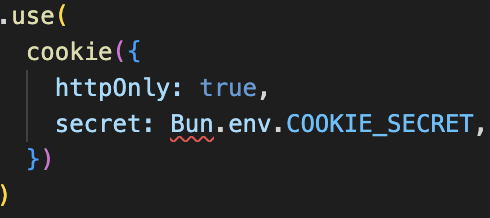 .use(
cookie({
httpOnly: true,
secret: Bun.env.COOKIE_SECRET,
})
)